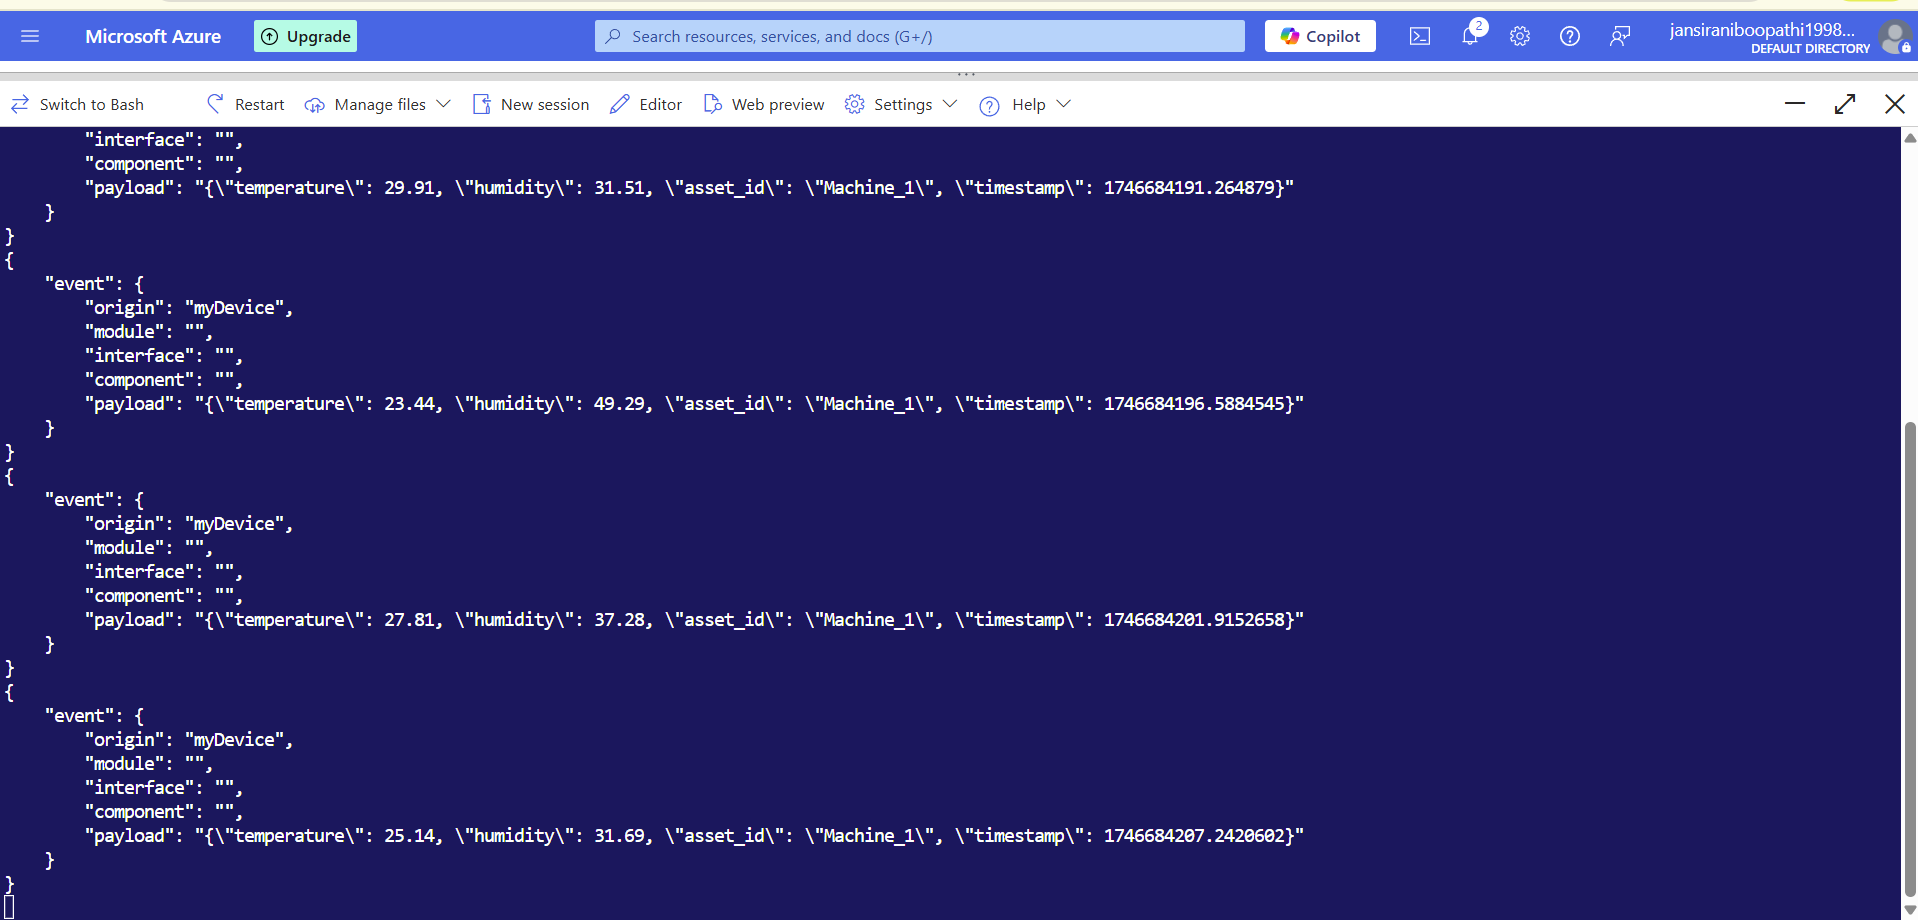 Microsoft Azure
Upgrade
Search resources, services, and docs (G+/)
Copilot
2
jansiraniboopathi1998...
DEFAULT DIRECTORY
Switch to Bash
Restart
Manage files
New session
Editor
Web preview
Settings
Help
"interface": "",
"component": "",
"payload": "{\"temperature\": 29.91, \"humidity\": 31.51, \"asset_id\": \"Machine_1\", \"timestamp\": 1746684191.264879}"
}
}
{
"event": {
"origin": "myDevice",
"module": "",
"interface": "",
"component": "",
"payload": "{\"temperature\": 23.44, \"humidity\": 49.29, \"asset_id\": \"Machine_1\", \"timestamp\": 1746684196.5884545}"
}
}
{
"event": {
"origin": "myDevice",
"module": "",
"interface": "",
"component": "",
"payload": "{\"temperature\": 27.81, \"humidity\": 37.28, \"asset_id\": \"Machine_1\", \"timestamp\": 1746684201.9152658}"
}
}
{
"event": {
"origin": "myDevice",
"module": "",
"interface": "",
"component": "",
"payload": "{\"temperature\": 25.14, \"humidity\": 31.69, \"asset_id\": \"Machine_1\", \"timestamp\": 1746684207.2420602}"
}
}